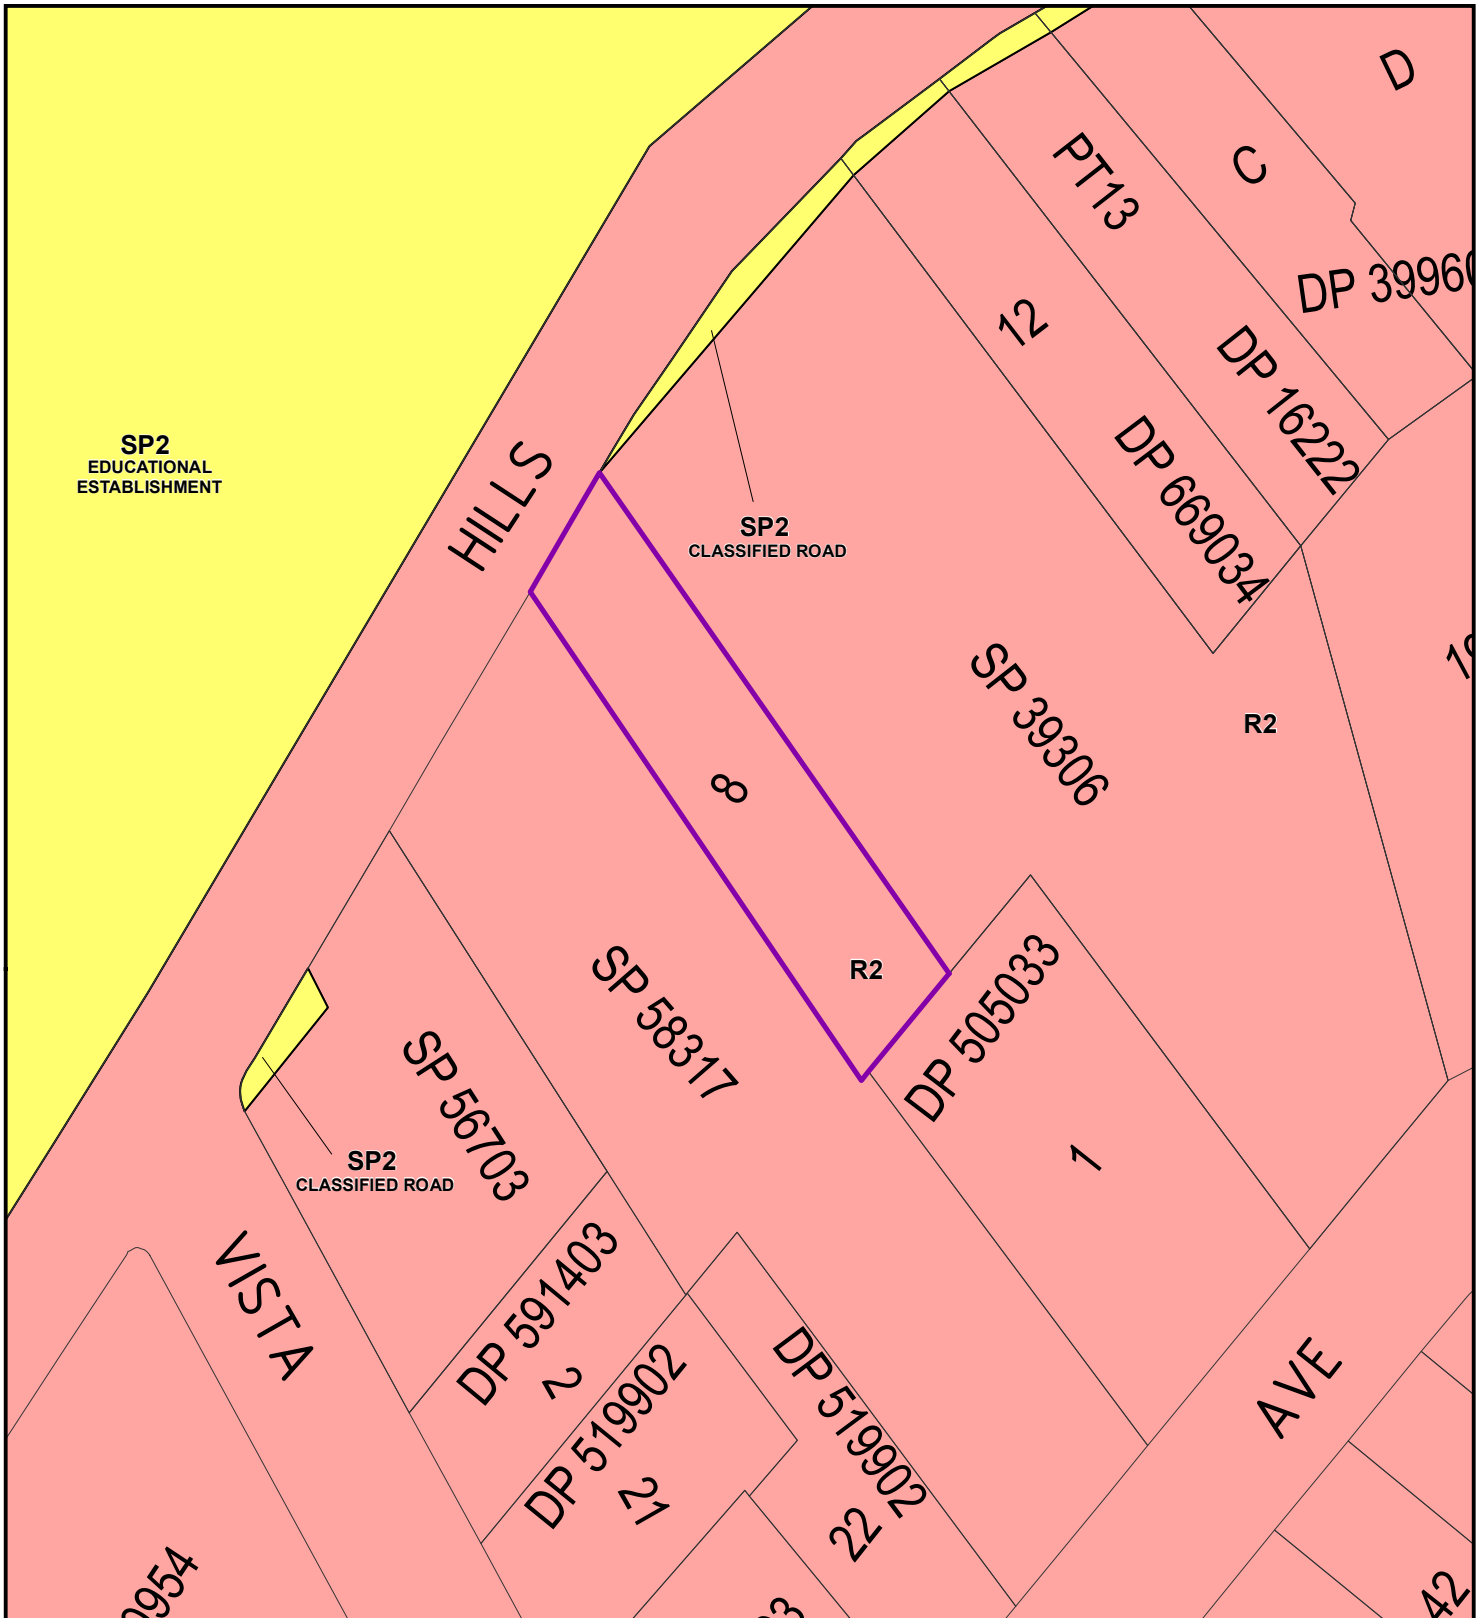 D
C
PT13
DP 16222
12
DP 669034
SP2
EDUCATIONAL
ESTABLISHMENT
HILLS
SP2
CLASSIFIED ROAD
SP 39306
R2
8
R2
SP 58317
DP 505033
1
SP 56703
SP2
CLASSIFIED ROAD
VISTA
DP 591403
2
DP 519902
21
DP 519902
22
AVE
42